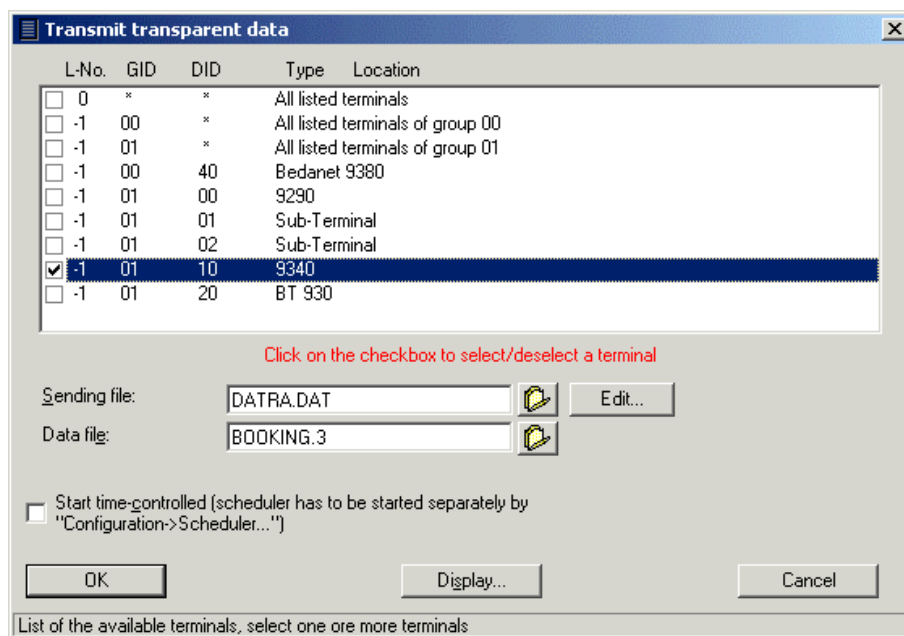 Transmit transparent data
L-No. GID DID Type Location
0 * * All listed terminals
-1 00 * All listed terminals of group 00
-1 01 * All listed terminals of group 01
-1 00 40 Bedanet 9380
-1 01 00 9290
-1 01 01 Sub-Terminal
-1 01 02 Sub-Terminal
-1 01 10 9340
-1 01 20 BT 930
Click on the checkbox to select/deselect a terminal
Sending file: DATRA.DAT Edit...
Data file: BOOKING.3
Start time-controlled (scheduler has to be started separately by
"Configuration->Scheduler...")
OK Display... Cancel
List of the available terminals, select one ore more terminals